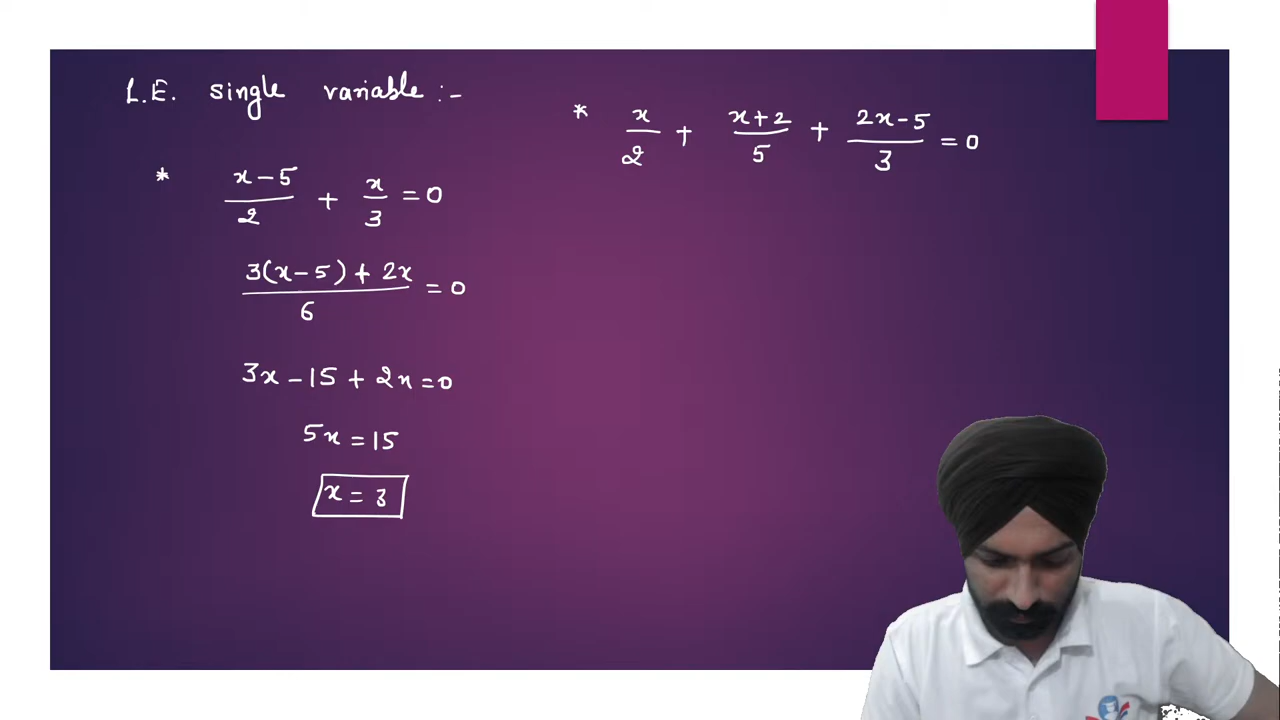 L.E. single variable :-
* (x-5)/2 + x/3 = 0
(3(x-5) + 2x)/6 = 0
3x - 15 + 2x = 0
5x = 15
x = 3
* x/2 + (x+2)/5 + (2x-5)/3 = 0